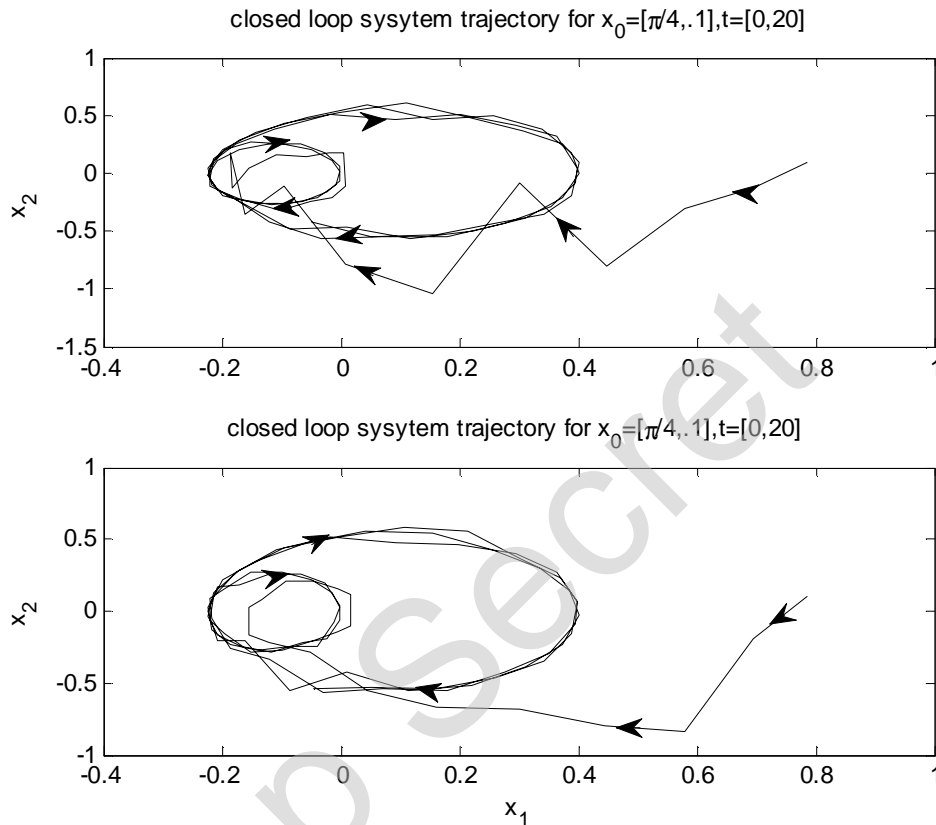 closed loop sysytem trajectory for x0=[π/4,.1],t=[0,20]
1
0.5
0
-0.5
-1
-1.5
x2
-0.4 -0.2 0 0.2 0.4 0.6 0.8 1
closed loop sysytem trajectory for x0=[π/4,.1],t=[0,20]
1
0.5
0
-0.5
-1
x2
-0.4 -0.2 0 0.2 0.4 0.6 0.8 1
x1
p Secret